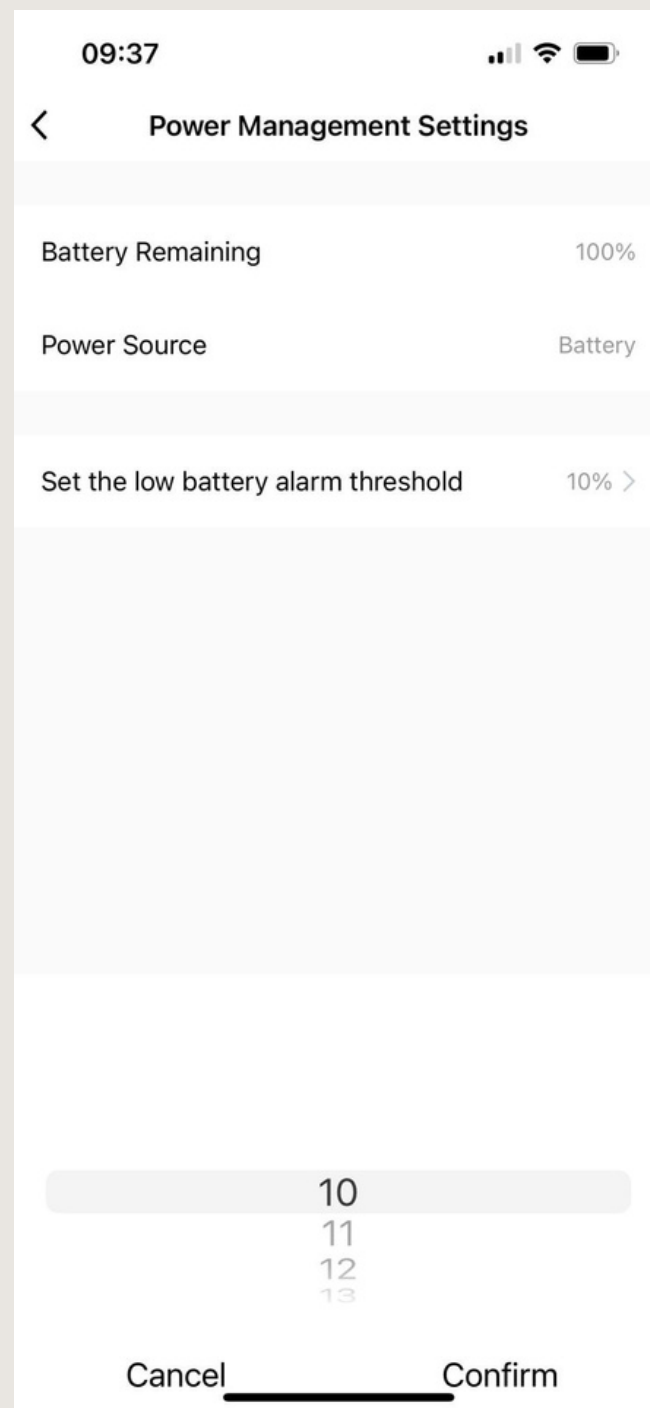 09:37
Power Management Settings
Battery Remaining 100%
Power Source Battery
Set the low battery alarm threshold 10%
10
11
12
13
Cancel Confirm